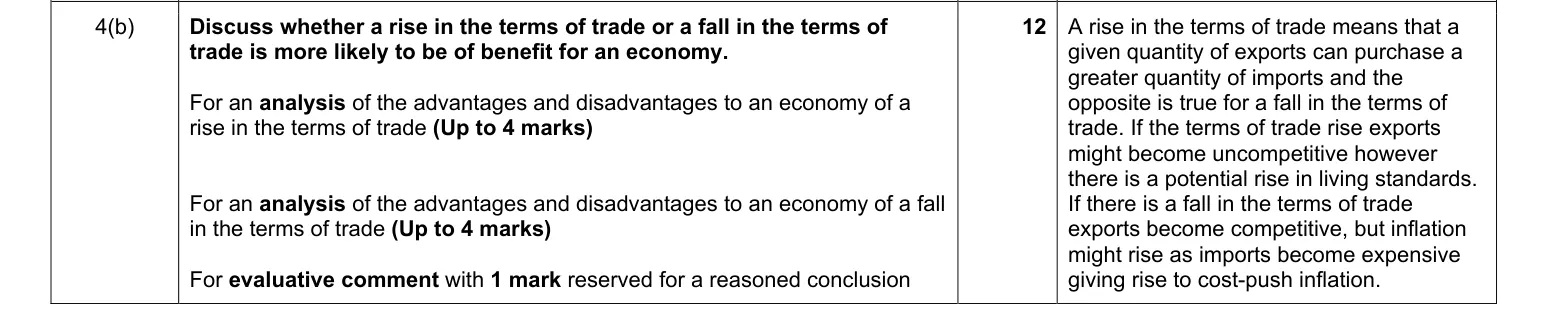 4(b)
Discuss whether a rise in the terms of trade or a fall in the terms of
trade is more likely to be of benefit for an economy.
For an analysis of the advantages and disadvantages to an economy of a
rise in the terms of trade (Up to 4 marks)
For an analysis of the advantages and disadvantages to an economy of a fall
in the terms of trade (Up to 4 marks)
For evaluative comment with 1 mark reserved for a reasoned conclusion
12
A rise in the terms of trade means that a
given quantity of exports can purchase a
greater quantity of imports and the
opposite is true for a fall in the terms of
trade. If the terms of trade rise exports
might become uncompetitive however
there is a potential rise in living standards.
If there is a fall in the terms of trade
exports become competitive, but inflation
might rise as imports become expensive
giving rise to cost-push inflation.